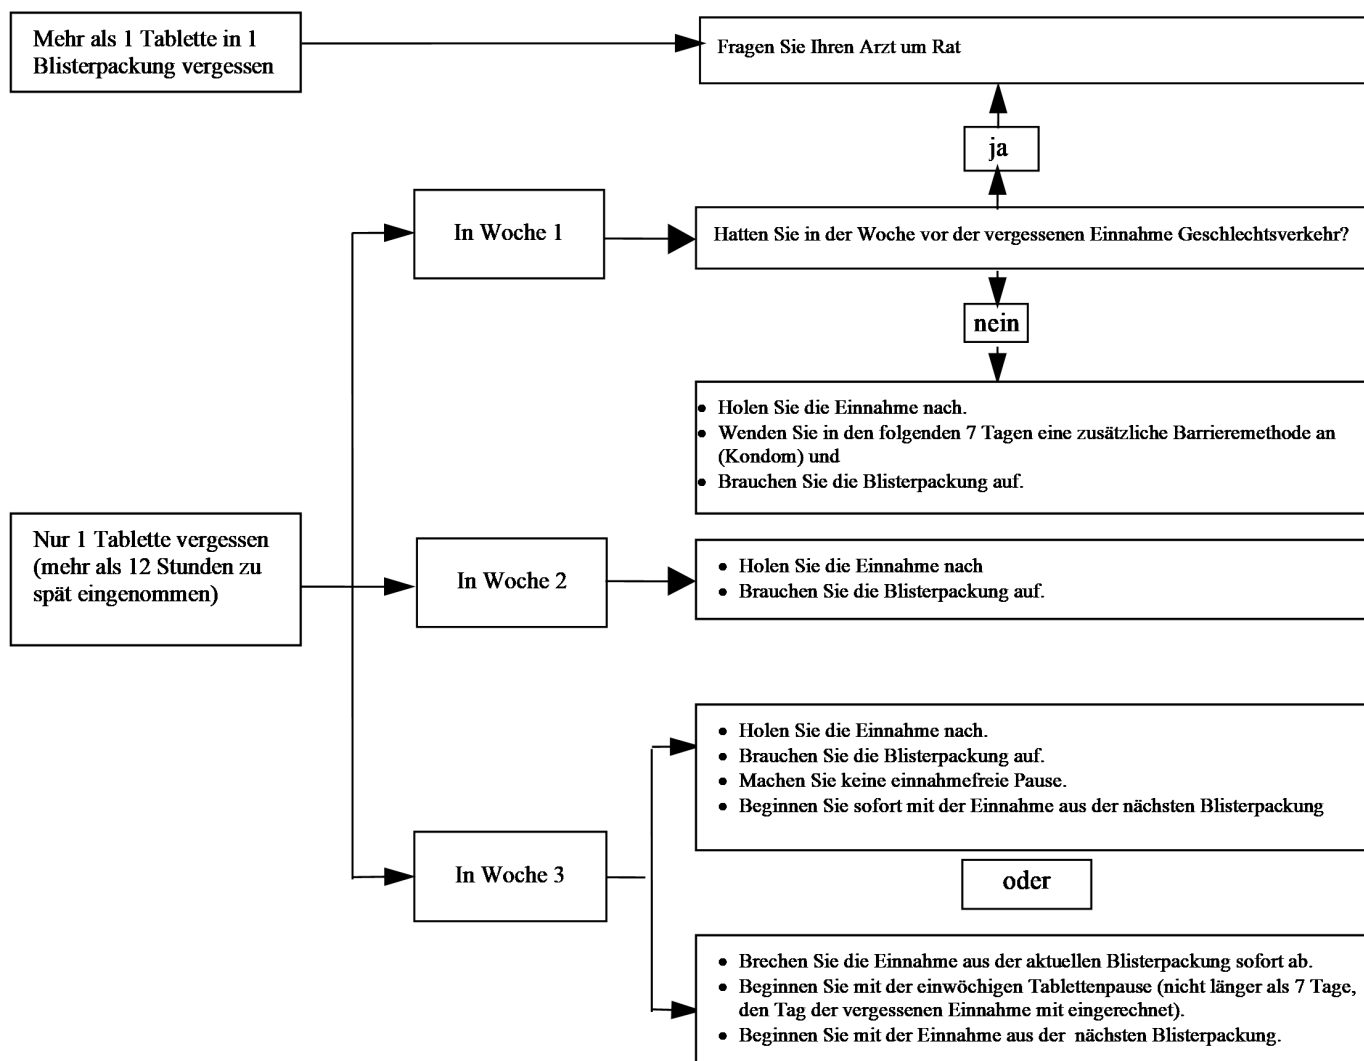 Mehr als 1 Tablette in 1
Blisterpackung vergessen
Fragen Sie Ihren Arzt um Rat
ja
In Woche 1
Hatten Sie in der Woche vor der vergessenen Einnahme Geschlechtsverkehr?
nein
• Holen Sie die Einnahme nach.
• Wenden Sie in den folgenden 7 Tagen eine zusätzliche Barrieremethode an
(Kondom) und
• Brauchen Sie die Blisterpackung auf.
Nur 1 Tablette vergessen
(mehr als 12 Stunden zu
spät eingenommen)
In Woche 2
• Holen Sie die Einnahme nach
• Brauchen Sie die Blisterpackung auf.
In Woche 3
• Holen Sie die Einnahme nach.
• Brauchen Sie die Blisterpackung auf.
• Machen Sie keine einnahmefreie Pause.
• Beginnen Sie sofort mit der Einnahme aus der nächsten Blisterpackung
oder
• Brechen Sie die Einnahme aus der aktuellen Blisterpackung sofort ab.
• Beginnen Sie mit der einwöchigen Tablettenpause (nicht länger als 7 Tage,
den Tag der vergessenen Einnahme mit eingerechnet).
• Beginnen Sie mit der Einnahme aus der nächsten Blisterpackung.